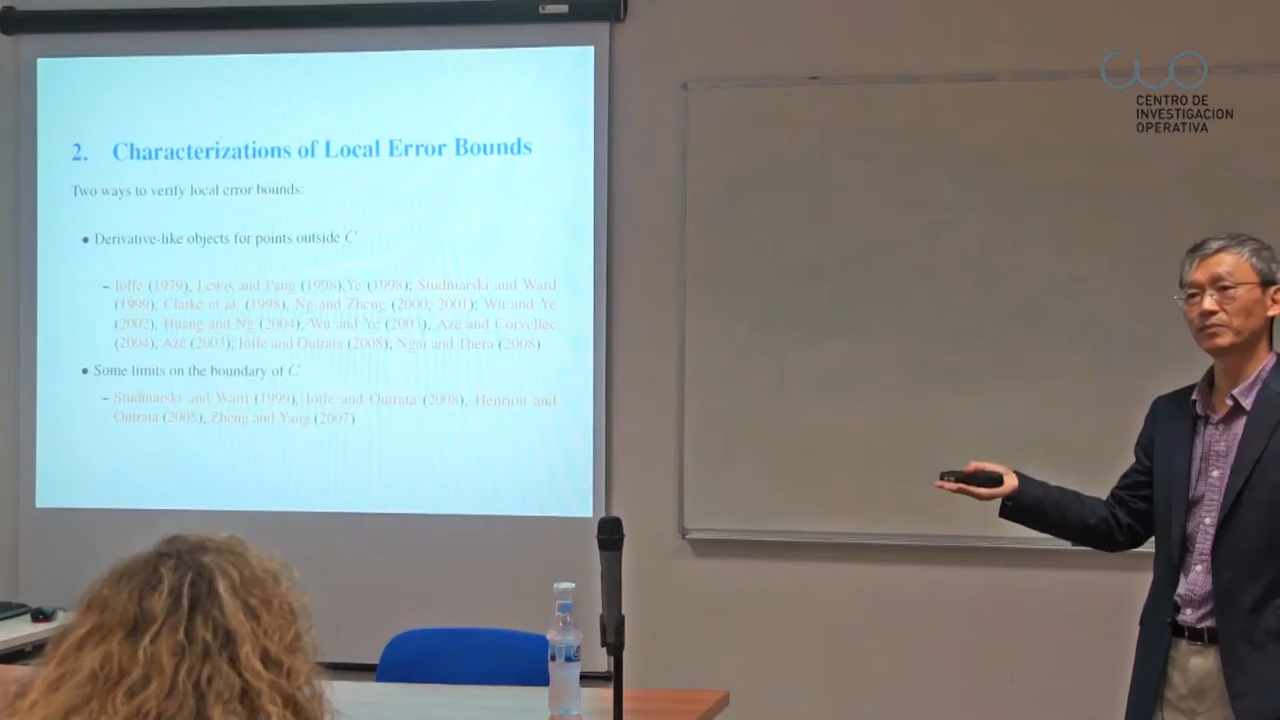 CENTRO DE
INVESTIGACION
OPERATIVA
2. Characterizations of Local Error Bounds
Two ways to verify local error bounds:
• Derivative-like objects for points outside C
– Ioffe (1979), Lewis and Pang (1998),Ye (1998); Studniarski and Ward
(1999), Clarke et al. (1998), Ng and Zheng (2000, 2001); Wu and Ye
(2002), Huang and Ng (2004); Wu and Ye (2003), Aze and Corvellec
(2004); Azé (2003); Ioffe and Outrata (2008); Ngai and Théra (2008)
• Some limits on the boundary of C
– Studniarski and Ward (1999), Ioffe and Outrata (2008), Henrion and
Outrata (2005), Zheng and Yang (2007)